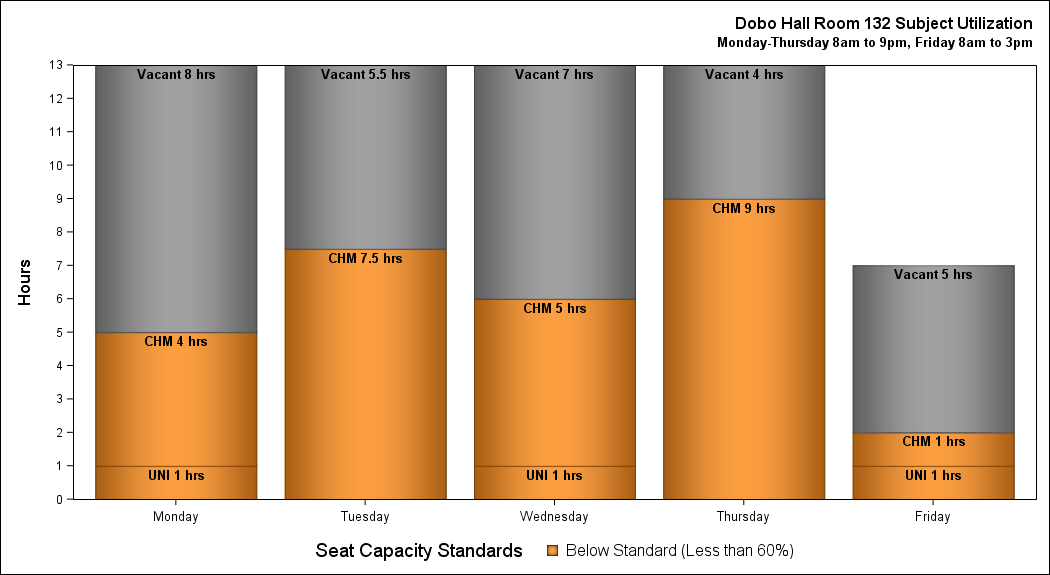 Dobo Hall Room 132 Subject Utilization
Monday-Thursday 8am to 9pm, Friday 8am to 3pm
Hours
13
12
11
10
9
8
7
6
5
4
3
2
1
0
Vacant 8 hrs
CHM 4 hrs
UNI 1 hrs
Vacant 5.5 hrs
CHM 7.5 hrs
Vacant 7 hrs
CHM 5 hrs
UNI 1 hrs
Vacant 4 hrs
CHM 9 hrs
Vacant 5 hrs
CHM 1 hrs
UNI 1 hrs
Monday Tuesday Wednesday Thursday Friday
Seat Capacity Standards Below Standard (Less than 60%)